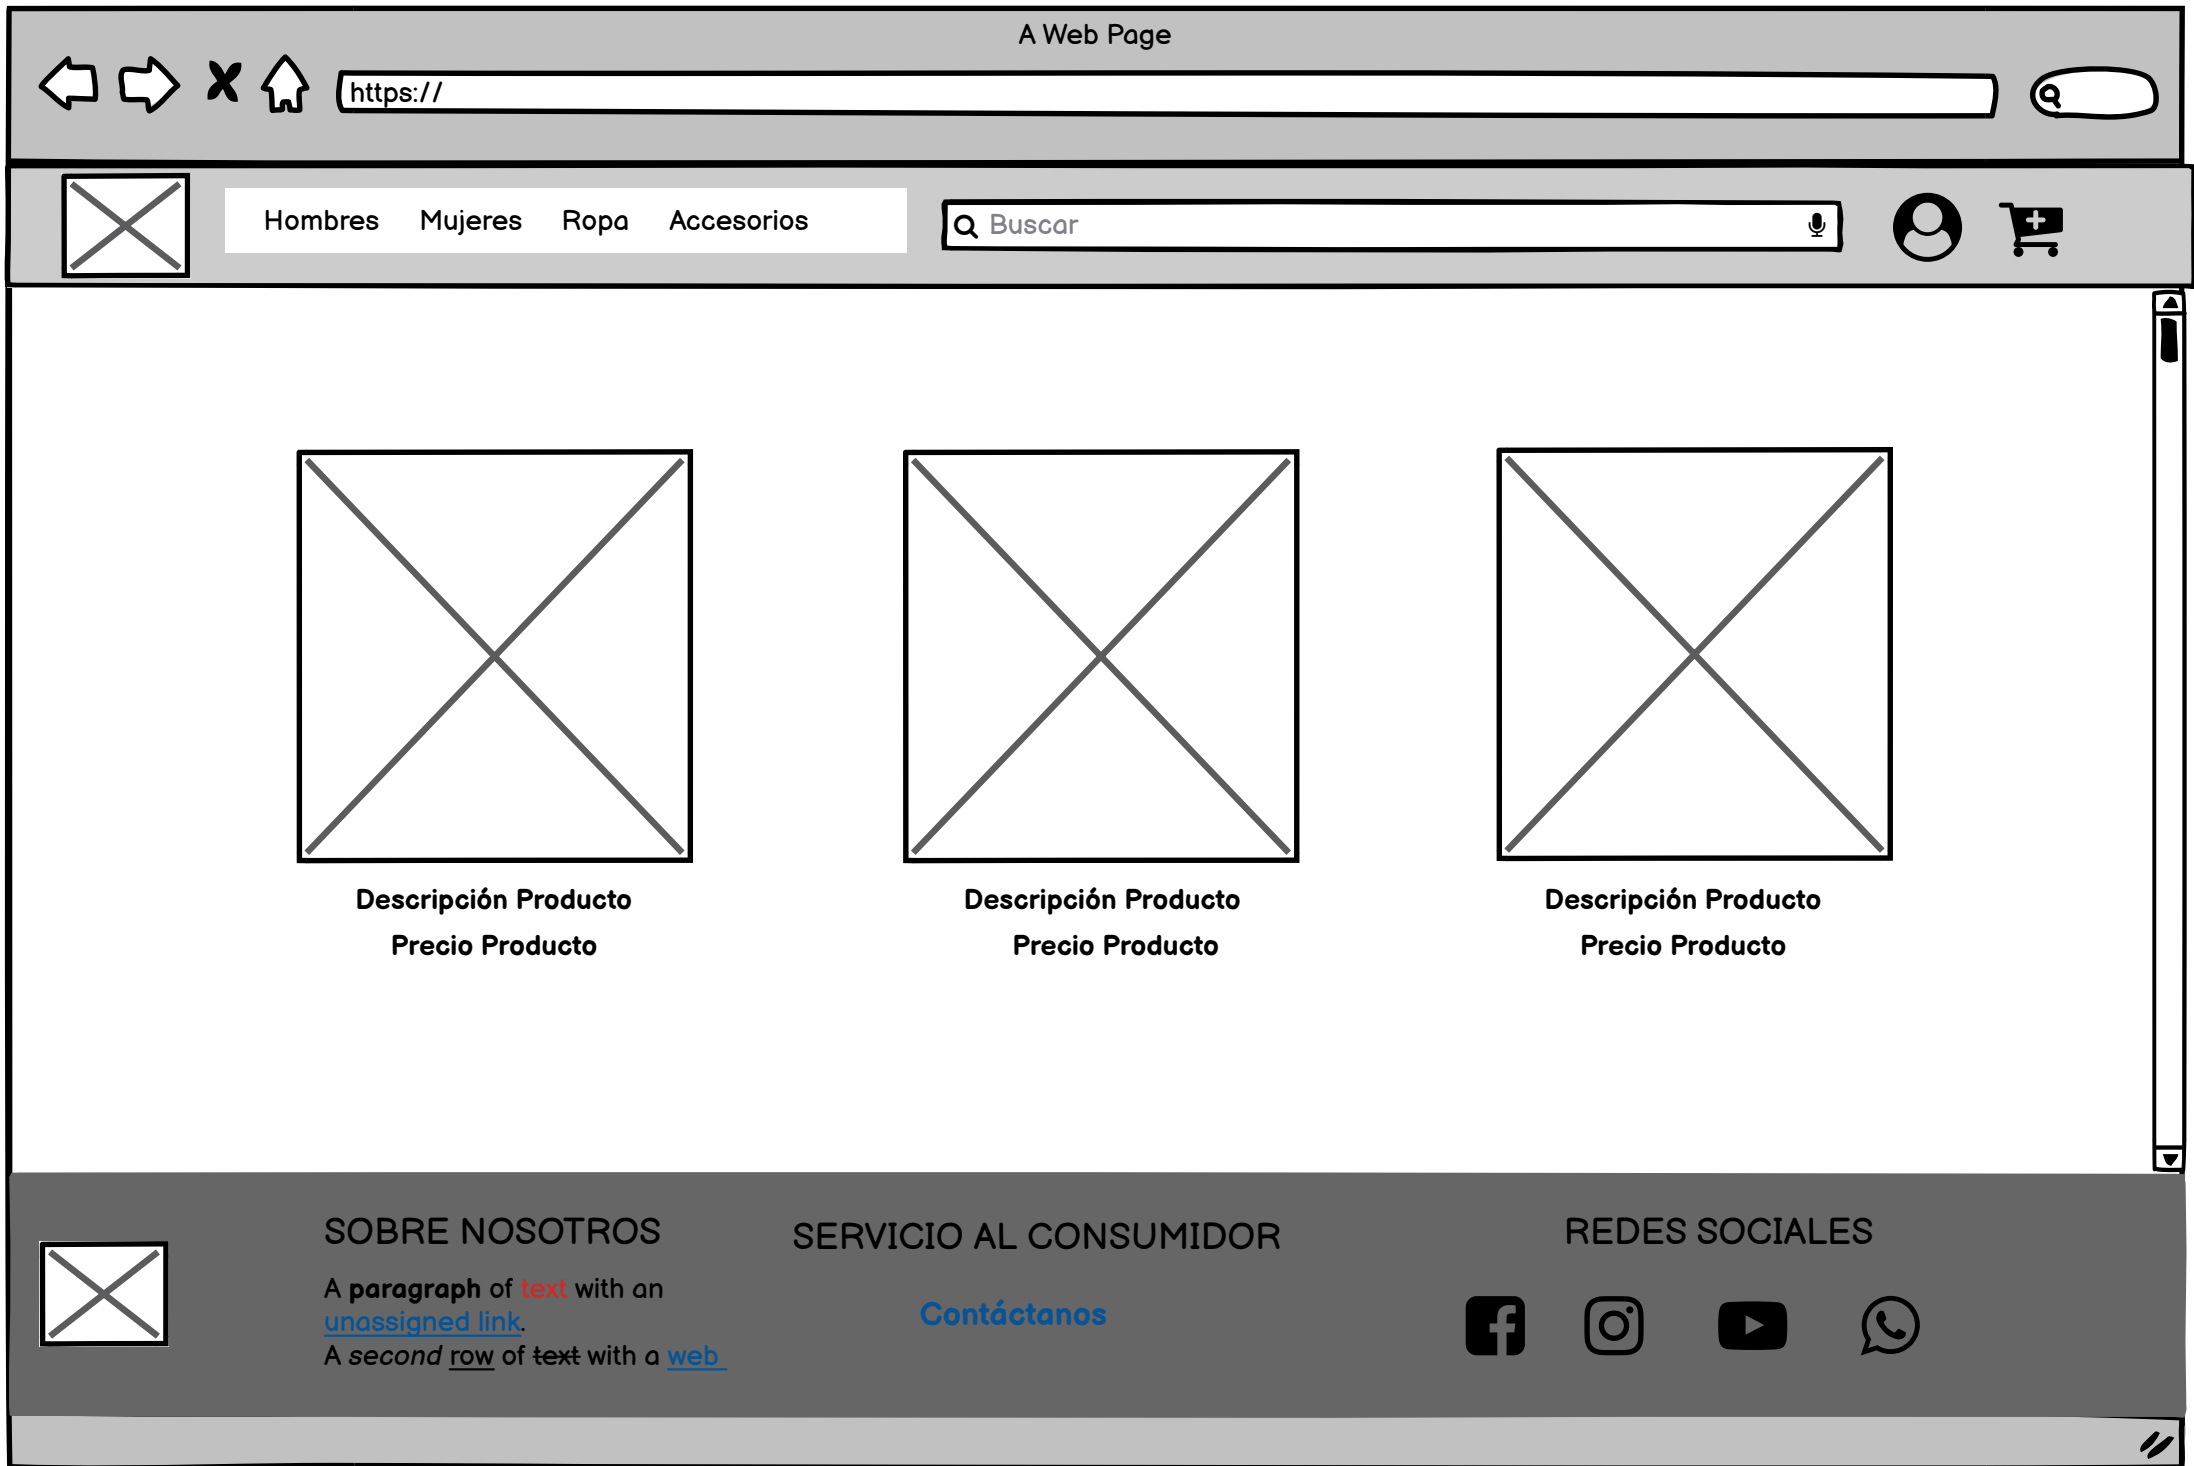 A Web Page
https://
Hombres Mujeres Ropa Accesorios
Buscar
Descripción Producto Descripción Producto Descripción Producto
Precio Producto Precio Producto Precio Producto
SOBRE NOSOTROS
A paragraph of text with an
unassigned link.
A second row of text with a web
SERVICIO AL CONSUMIDOR
Contáctanos
REDES SOCIALES